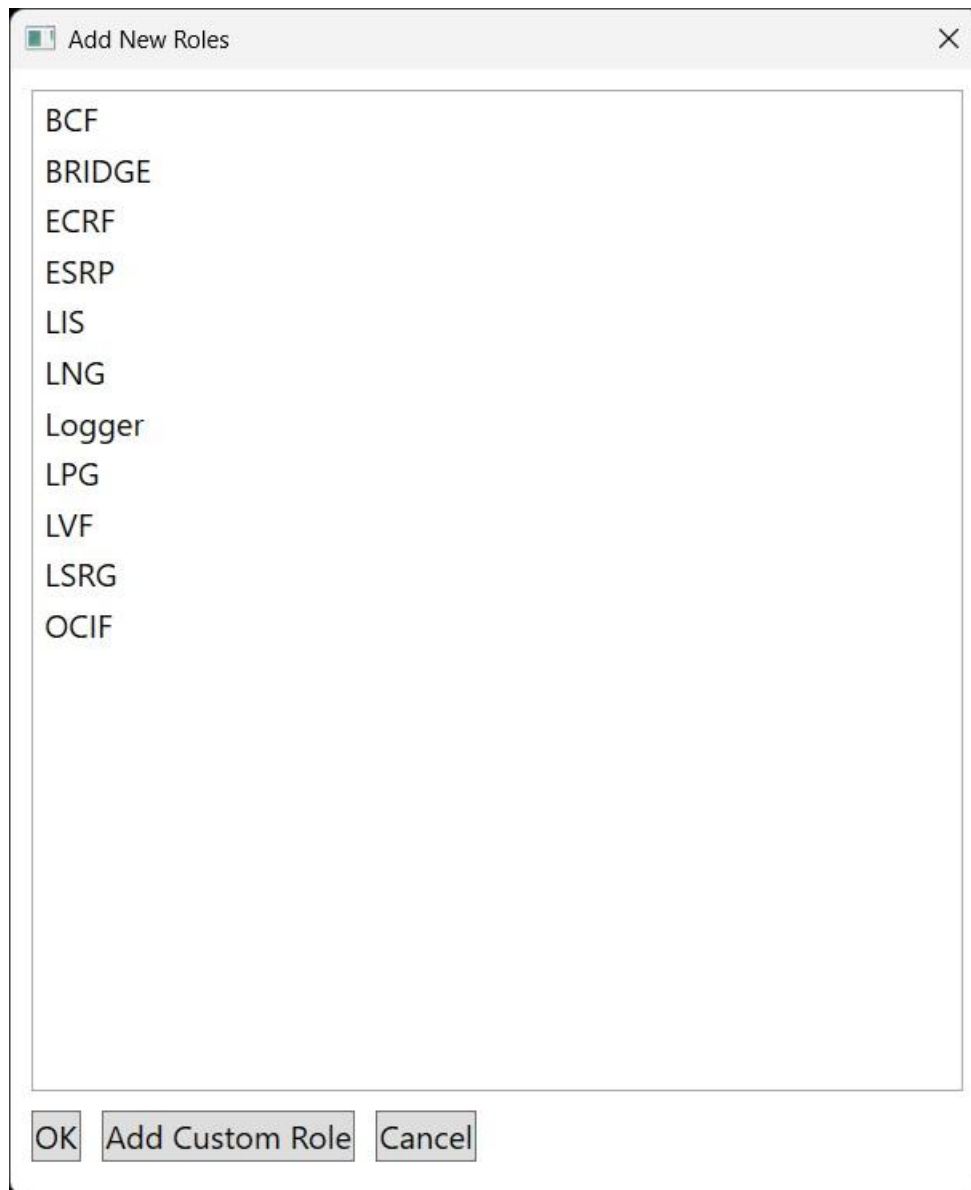 Add New Roles
BCF
BRIDGE
ECRF
ESRP
LIS
LNG
Logger
LPG
LVF
LSRG
OCIF
OK Add Custom Role Cancel